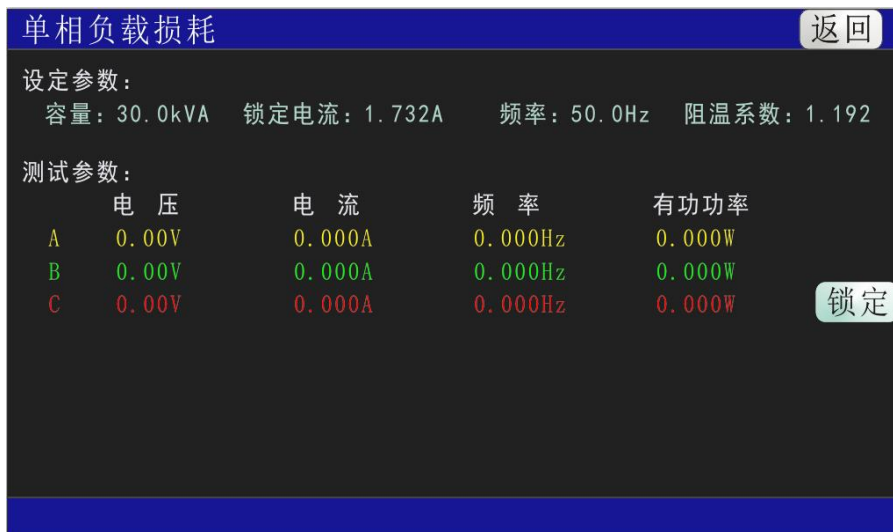 单相负载损耗 返回
设定参数：
容量：30.0kVA 锁定电流：1.732A 频率：50.0Hz 阻温系数：1.192
测试参数：
电 压 电 流 频 率 有功功率
A 0.00V 0.000A 0.000Hz 0.000W
B 0.00V 0.000A 0.000Hz 0.000W
C 0.00V 0.000A 0.000Hz 0.000W
锁定